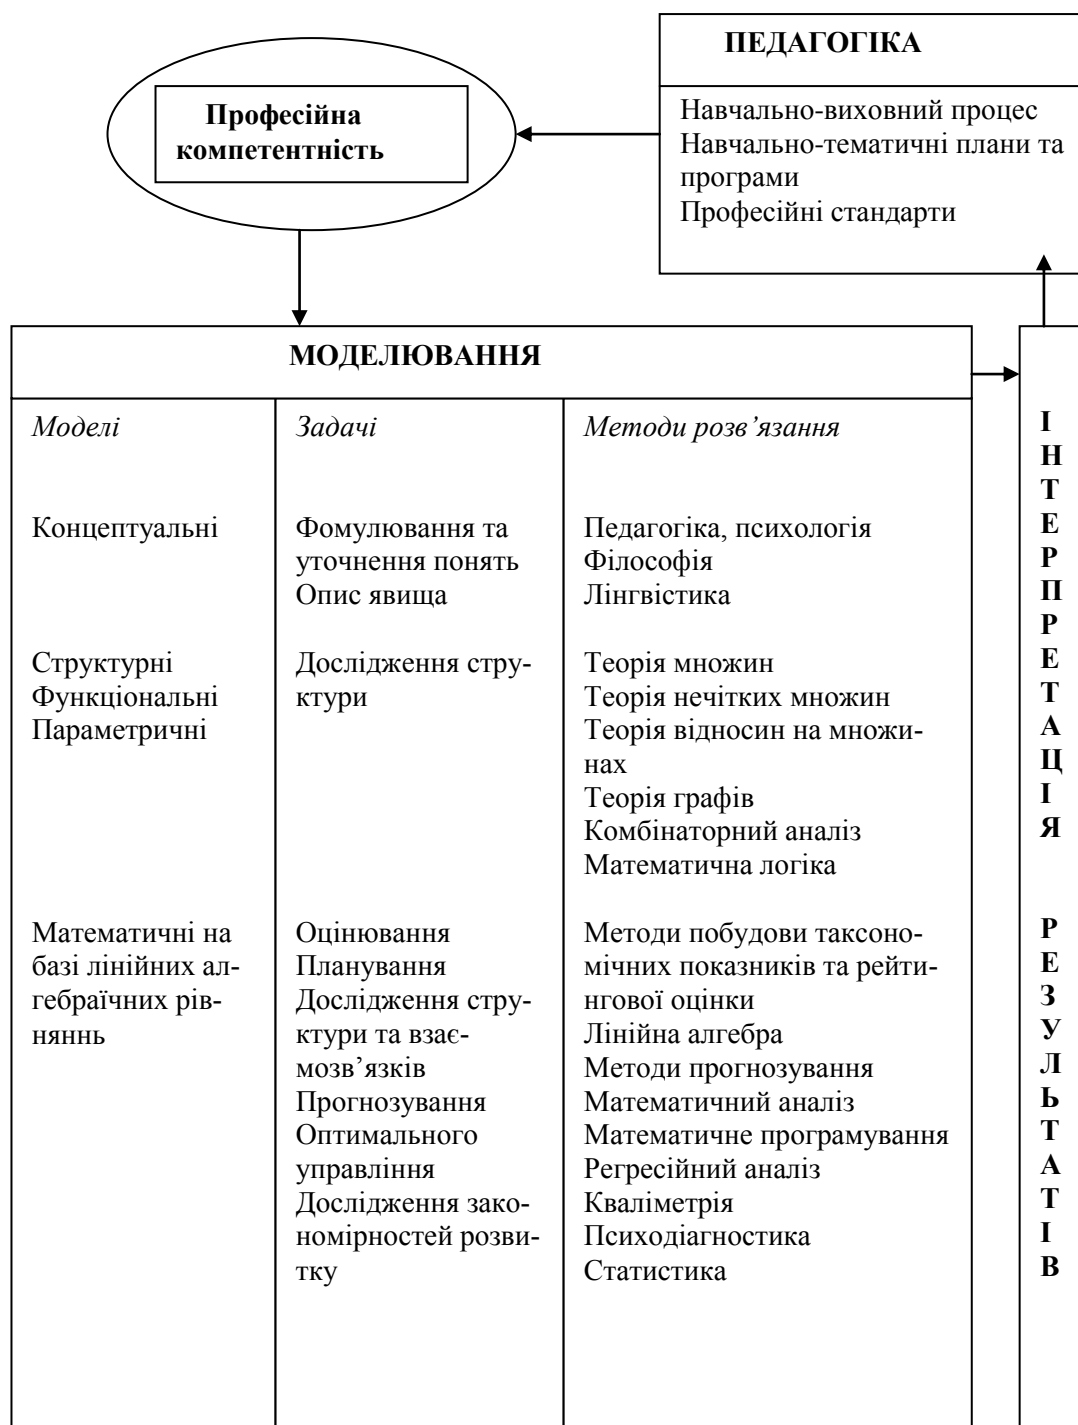 ПЕДАГОГІКА
Професійна
компетентність
Навчально-виховний процес
Навчально-тематичні плани та
програми
Професійні стандарти
МОДЕЛЮВАННЯ
Моделі
Концептуальні
Структурні
Функціональні
Параметричні
Математичні на
базі лінійних ал-
гебраїчних рів-
няннь
Задачі
Фомулювання та
уточнення понять
Опис явища
Дослідження стру-
ктури
Оцінювання
Планування
Дослідження стру-
ктури та взає-
мозв’язків
Прогнозування
Оптимального
управління
Дослідження зако-
номірностей розви-
тку
Методи розв’язання
Педагогіка, психологія
Філософія
Лінгвістика
Теорія множин
Теорія нечітких множин
Теорія відносин на множи-
нах
Теорія графів
Комбінаторний аналіз
Математична логіка
Методи побудови таксоно-
мічних показників та рейти-
нгової оцінки
Лінійна алгебра
Методи прогнозування
Математичний аналіз
Математичне програмування
Регресійний аналіз
Кваліметрія
Психодіагностика
Статистика
ІНТЕРПРЕТАЦІЯ
РЕЗУЛЬТАТІВ